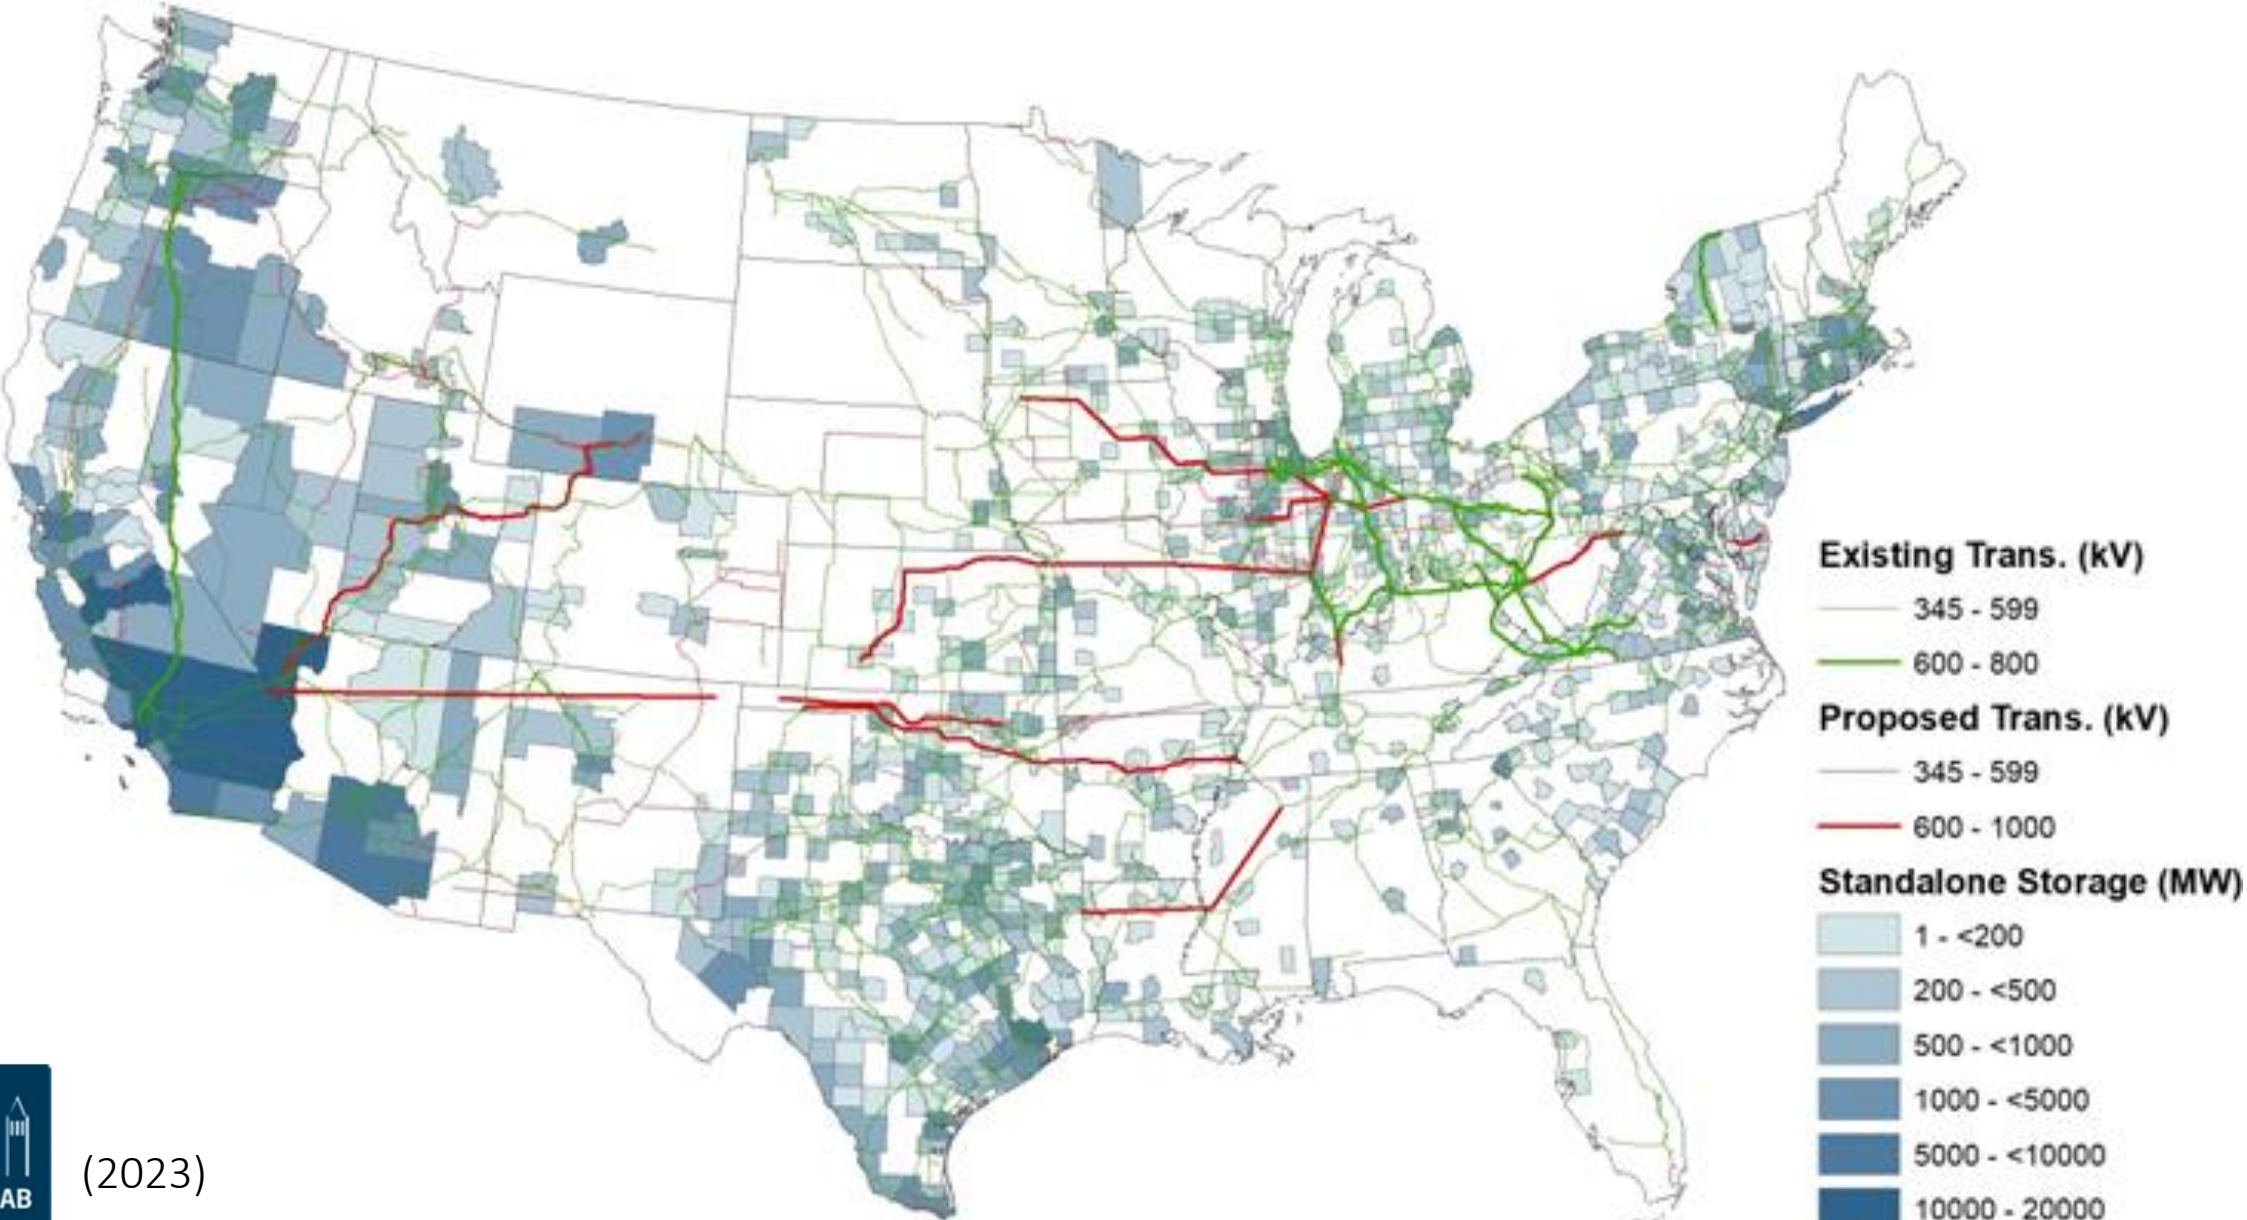 Existing Trans. (kV)
345 - 599
600 - 800
Proposed Trans. (kV)
345 - 599
600 - 1000
Standalone Storage (MW)
1 - <200
200 - <500
500 - <1000
1000 - <5000
5000 - <10000
10000 - 20000
AB
(2023)